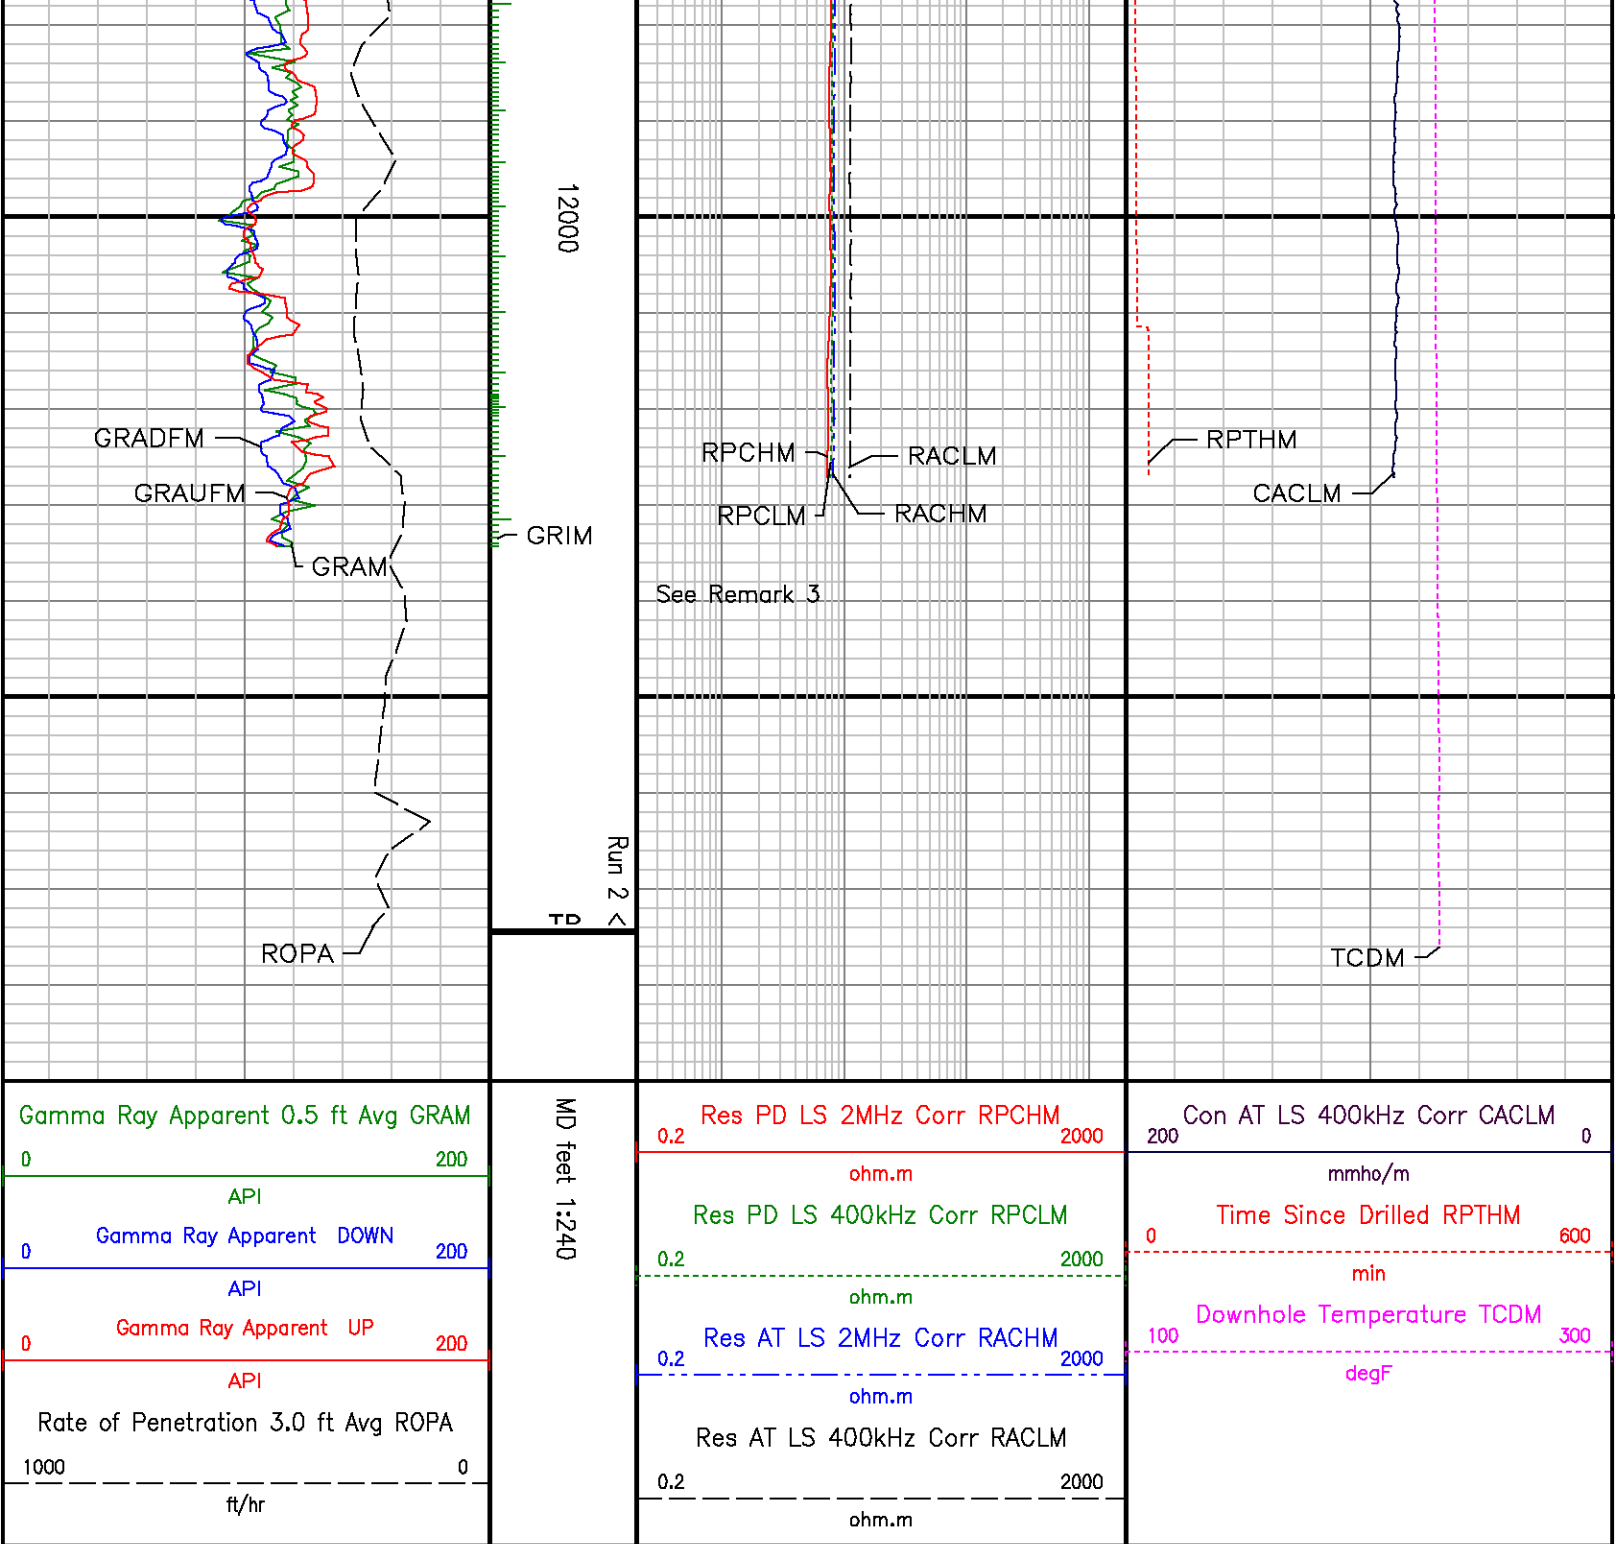 12000
GRADFM
GRAUFM
GRAM
GRIM
RPCHM
RACLM
RPCLM
RACHM
RPTHM
CACLM
See Remark 3
Run 2 <
TD
ROPA
TCDM
Gamma Ray Apparent 0.5 ft Avg GRAM
0 200
API
Gamma Ray Apparent DOWN
0 200
API
Gamma Ray Apparent UP
0 200
API
Rate of Penetration 3.0 ft Avg ROPA
1000 0
ft/hr
MD feet 1:240
Res PD LS 2MHz Corr RPCHM
0.2 2000
ohm.m
Res PD LS 400kHz Corr RPCLM
0.2 2000
ohm.m
Res AT LS 2MHz Corr RACHM
0.2 2000
ohm.m
Res AT LS 400kHz Corr RACLM
0.2 2000
ohm.m
Con AT LS 400kHz Corr CACLM
200 0
mmho/m
Time Since Drilled RPTHM
0 600
min
Downhole Temperature TCDM
100 300
degF